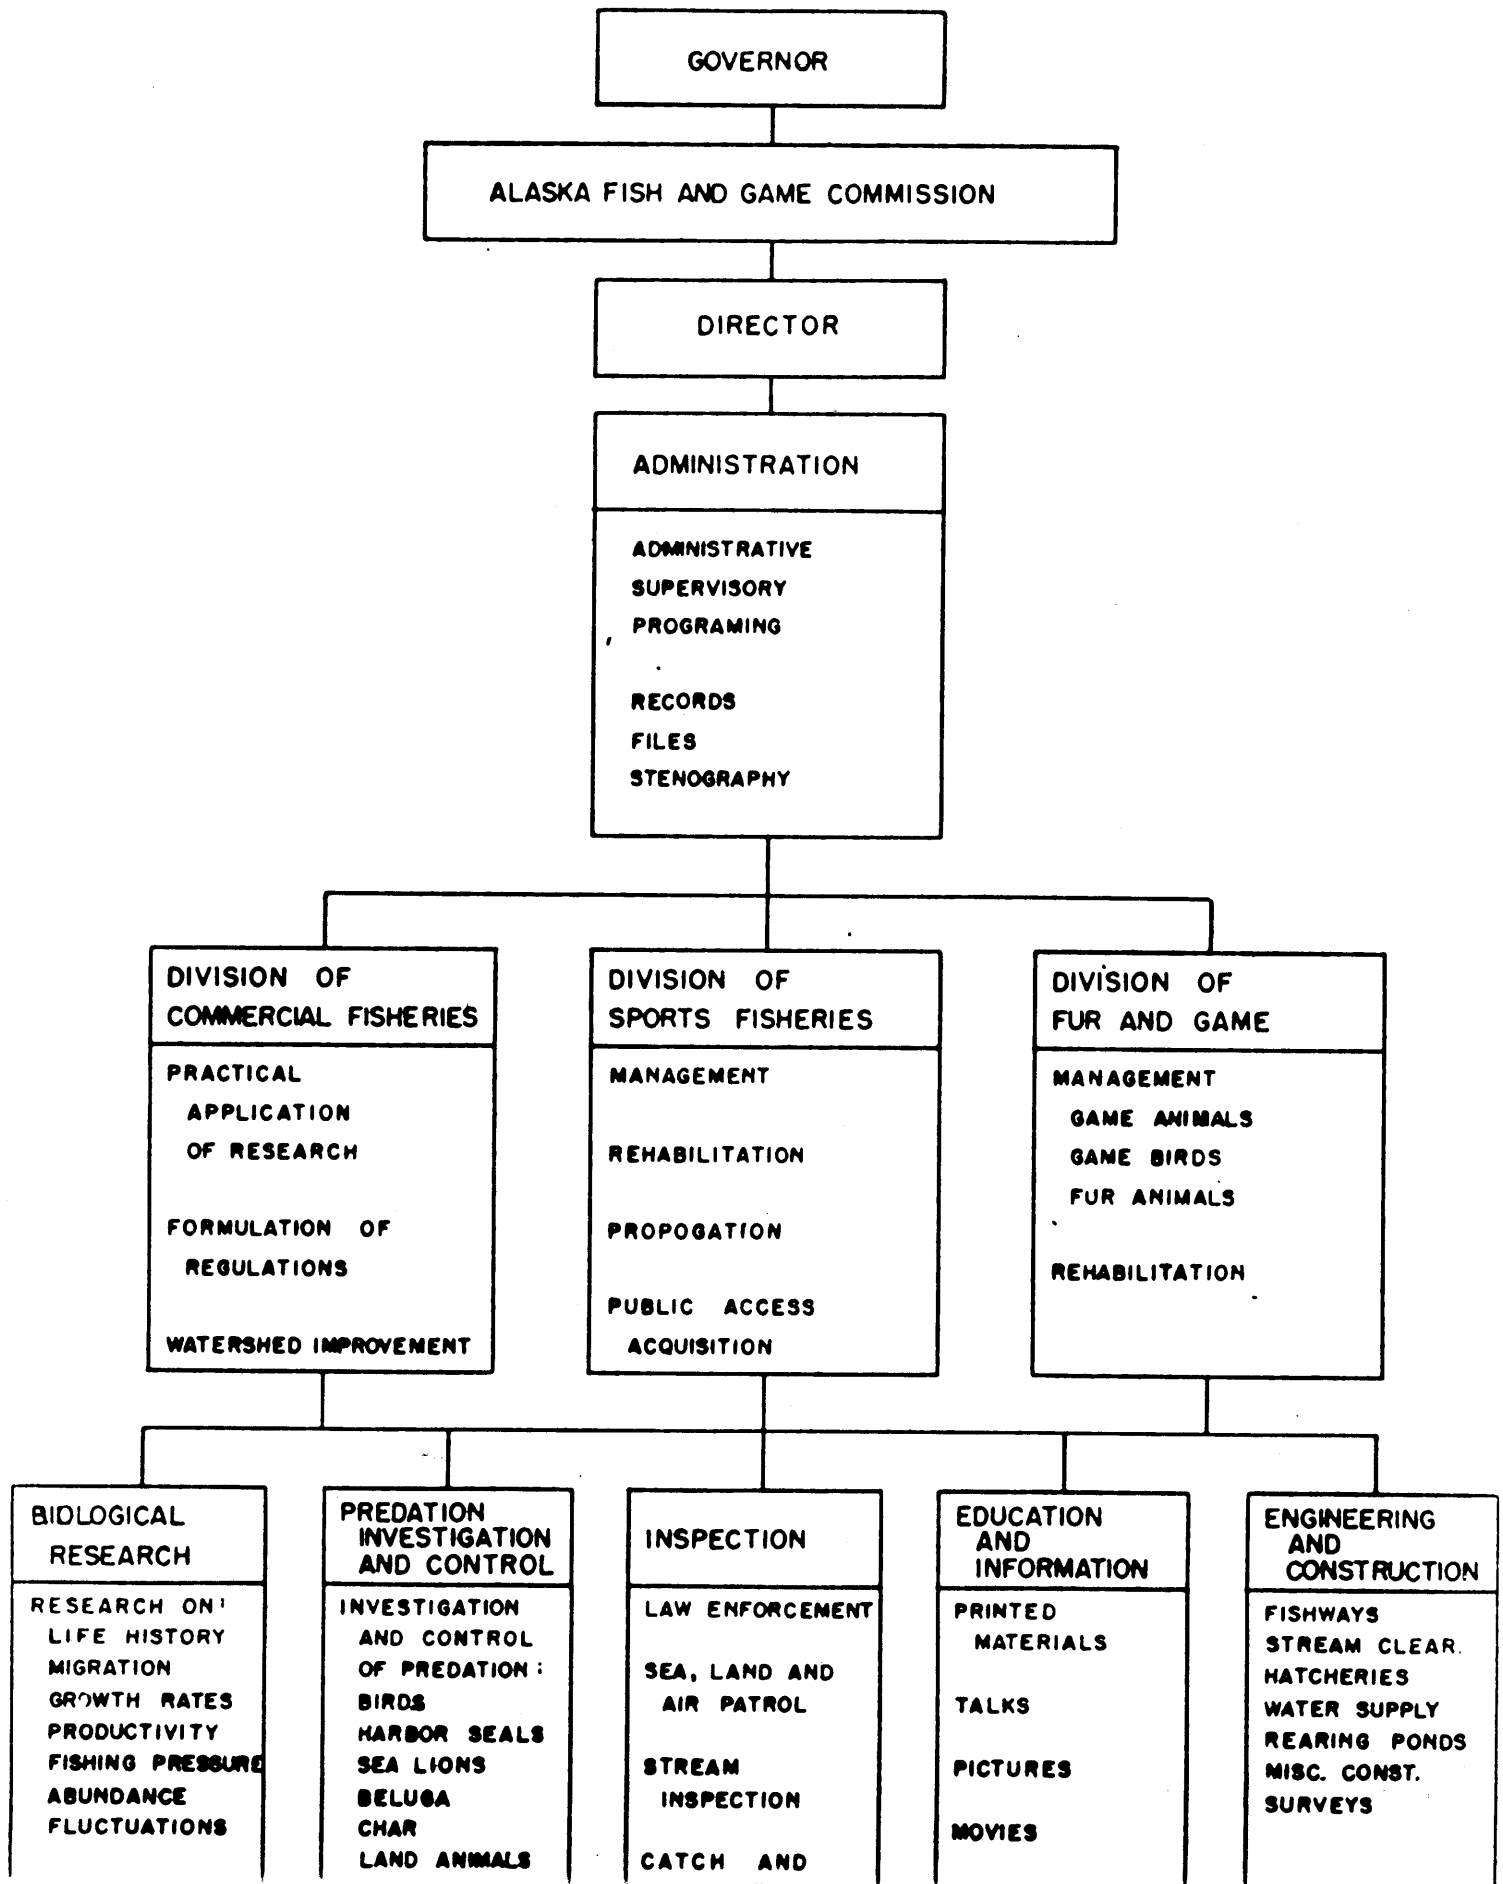 GOVERNOR
ALASKA FISH AND GAME COMMISSION
DIRECTOR
ADMINISTRATION
ADMINISTRATIVE
SUPERVISORY
PROGRAMING
RECORDS
FILES
STENOGRAPHY
DIVISION OF
COMMERCIAL FISHERIES
PRACTICAL
APPLICATION
OF RESEARCH
FORMULATION OF
REGULATIONS
WATERSHED IMPROVEMENT
DIVISION OF
SPORTS FISHERIES
MANAGEMENT
REHABILITATION
PROPOGATION
PUBLIC ACCESS
ACQUISITION
DIVISION OF
FUR AND GAME
MANAGEMENT
GAME ANIMALS
GAME BIRDS
FUR ANIMALS
REHABILITATION
BIOLOGICAL
RESEARCH
RESEARCH ON:
LIFE HISTORY
MIGRATION
GROWTH RATES
PRODUCTIVITY
FISHING PRESSURE
ABUNDANCE
FLUCTUATIONS
PREDATION
INVESTIGATION
AND CONTROL
INVESTIGATION
AND CONTROL
OF PREDATION:
BIRDS
HARBOR SEALS
SEA LIONS
BELUGA
CHAR
LAND ANIMALS
INSPECTION
LAW ENFORCEMENT
SEA, LAND AND
AIR PATROL
STREAM
INSPECTION
CATCH AND
EDUCATION
AND
INFORMATION
PRINTED
MATERIALS
TALKS
PICTURES
MOVIES
ENGINEERING
AND
CONSTRUCTION
FISHWAYS
STREAM CLEAR.
HATCHERIES
WATER SUPPLY
REARING PONDS
MISC. CONST.
SURVEYS